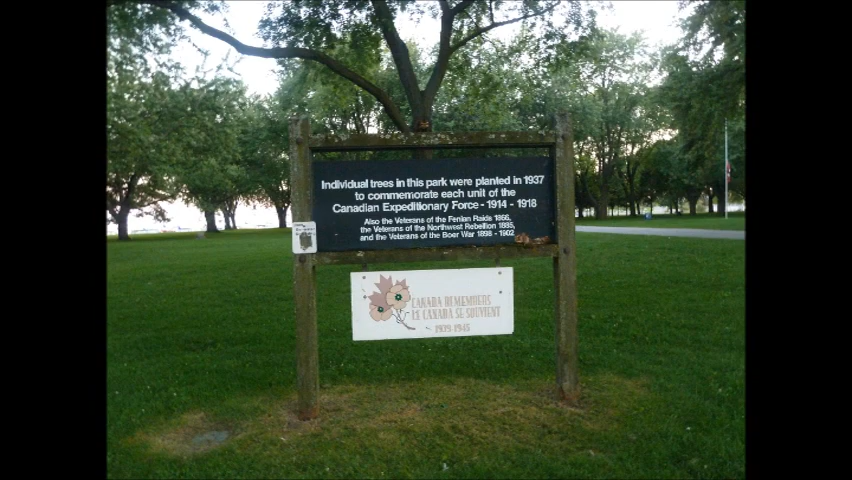 Individual trees in this park were planted in 1937
to commemorate each unit of the
Canadian Expeditionary Force - 1914 - 1918
Also the Veterans of the Fenian Raids 1866,
the Veterans of the Northwest Rebellion 1885,
and the Veterans of the Boer War 1898 - 1902
CANADA REMEMBERS
LE CANADA SE SOUVIENT
1939-1945